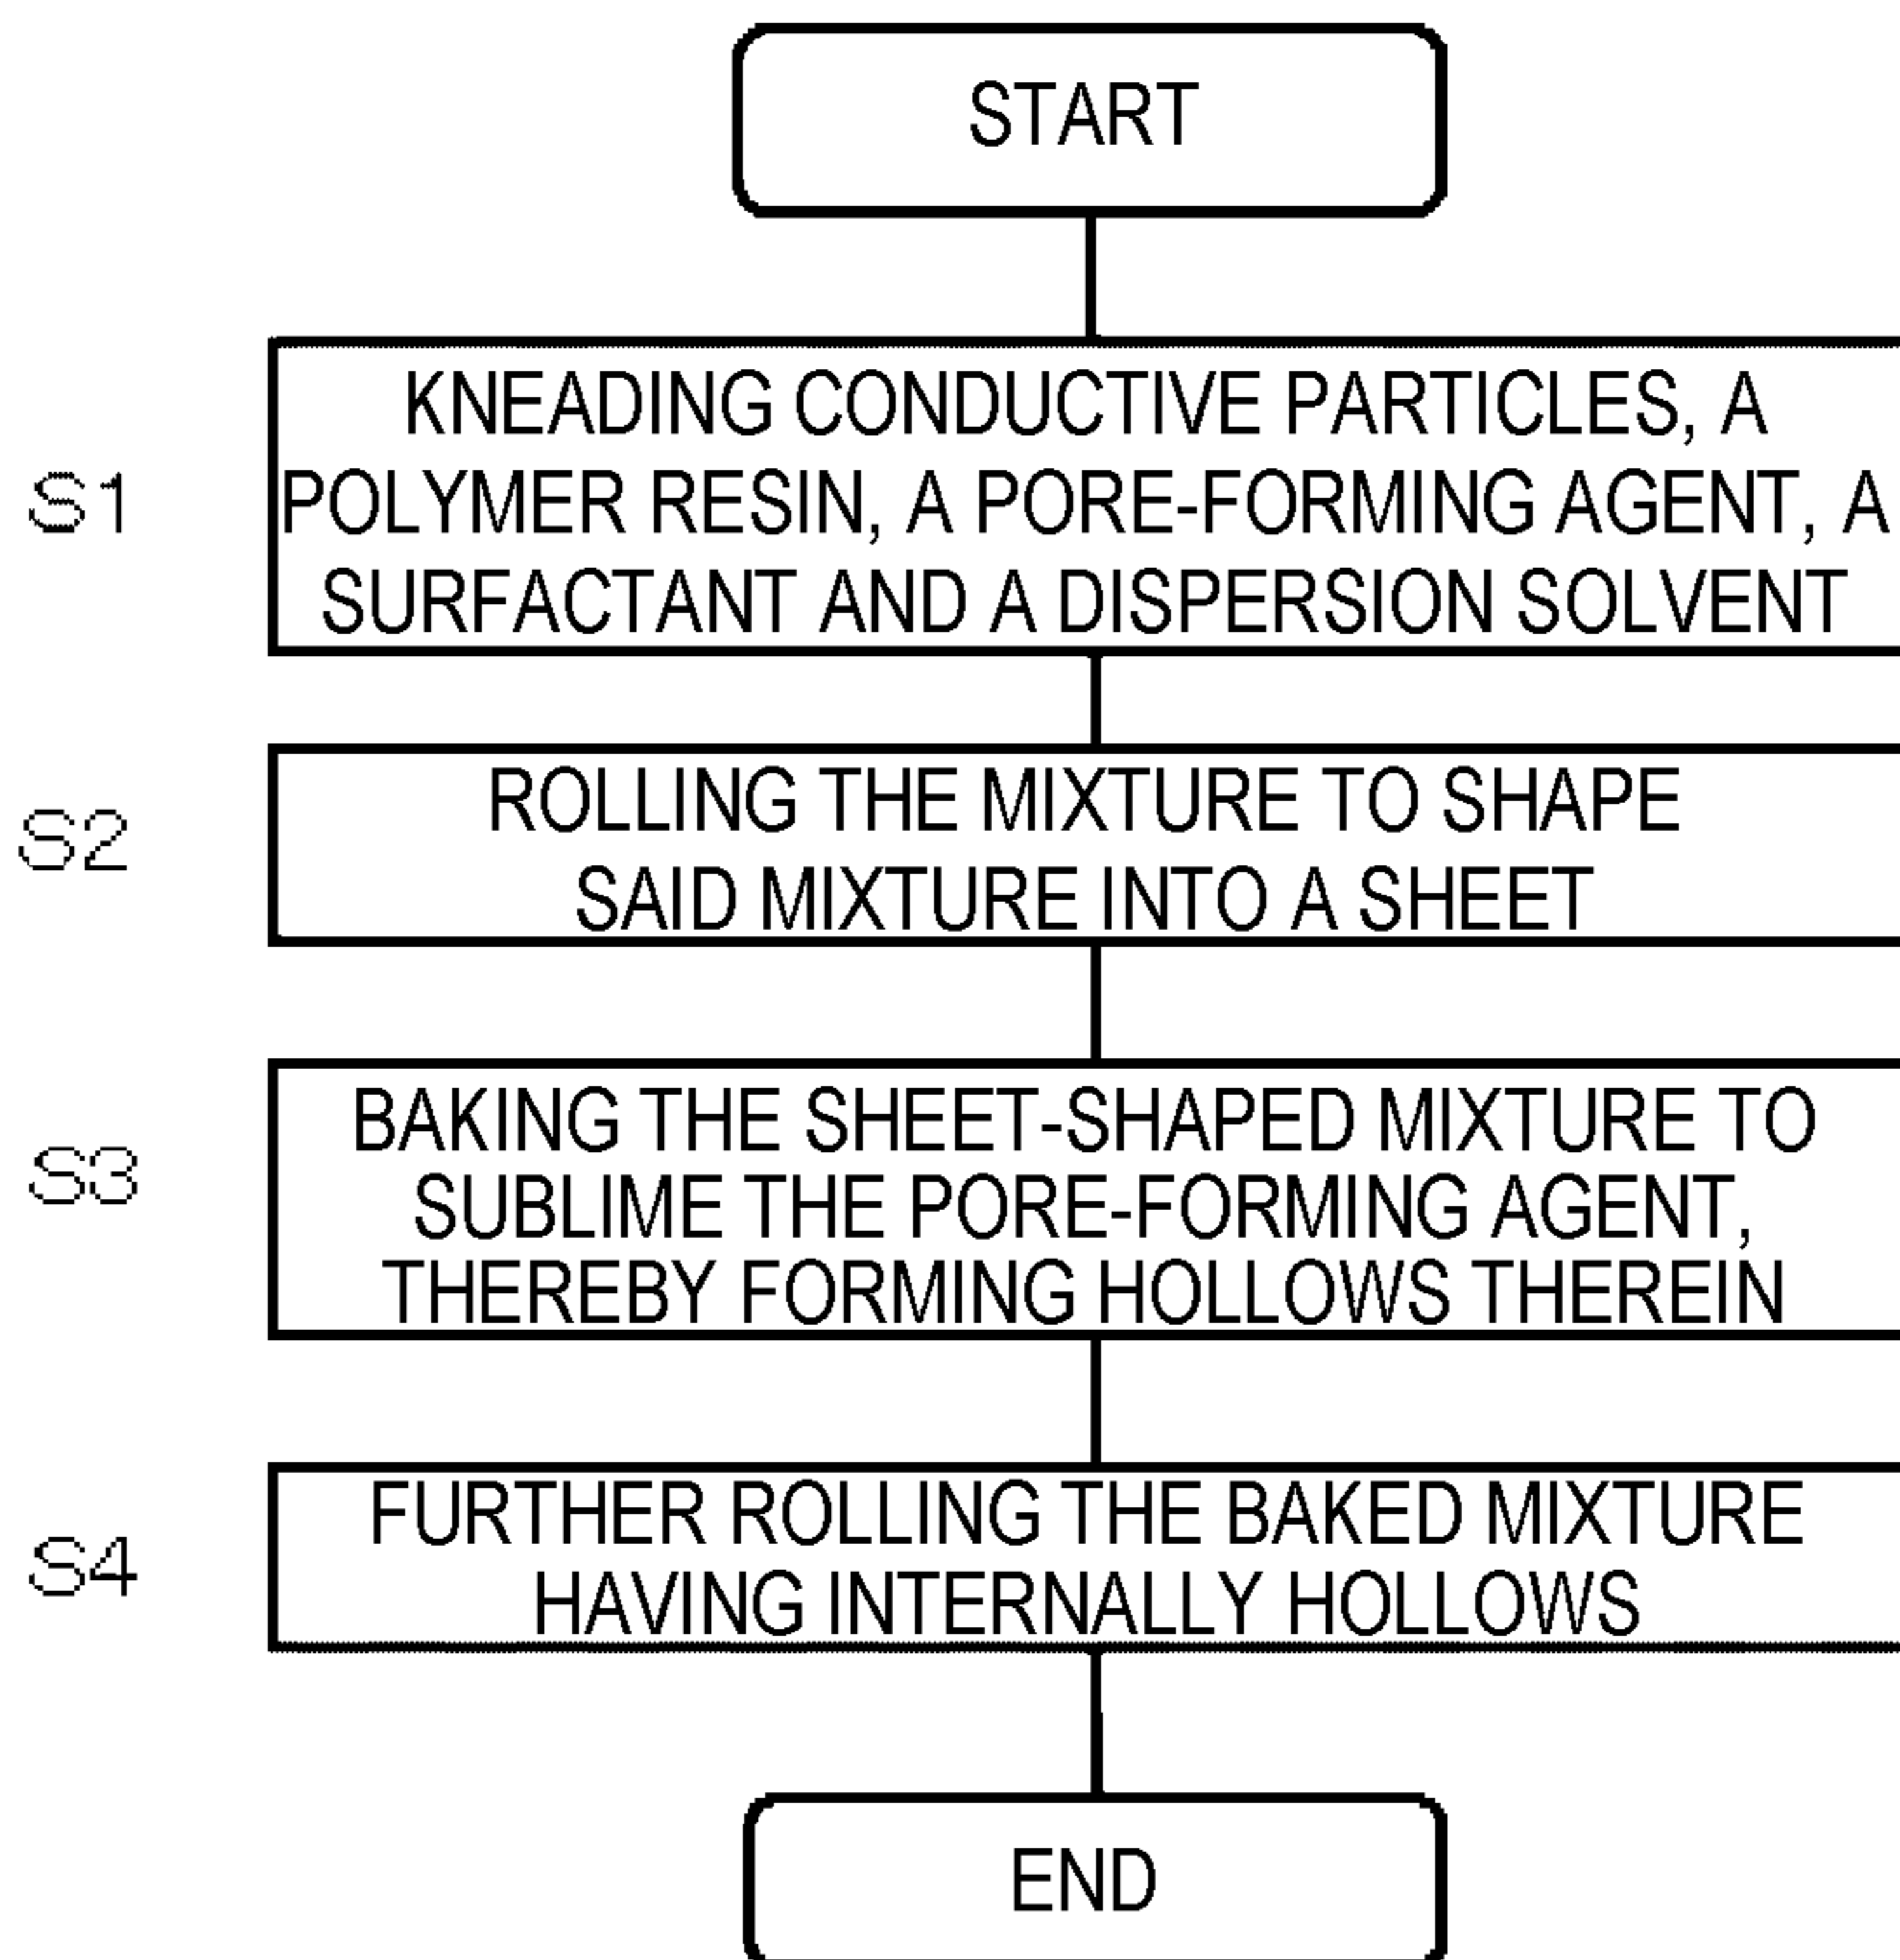 START
S1
KNEADING CONDUCTIVE PARTICLES, A
POLYMER RESIN, A PORE-FORMING AGENT, A
SURFACTANT AND A DISPERSION SOLVENT
S2
ROLLING THE MIXTURE TO SHAPE
SAID MIXTURE INTO A SHEET
S3
BAKING THE SHEET-SHAPED MIXTURE TO
SUBLIME THE PORE-FORMING AGENT,
THEREBY FORMING HOLLOWS THEREIN
S4
FURTHER ROLLING THE BAKED MIXTURE
HAVING INTERNALLY HOLLOWS
END